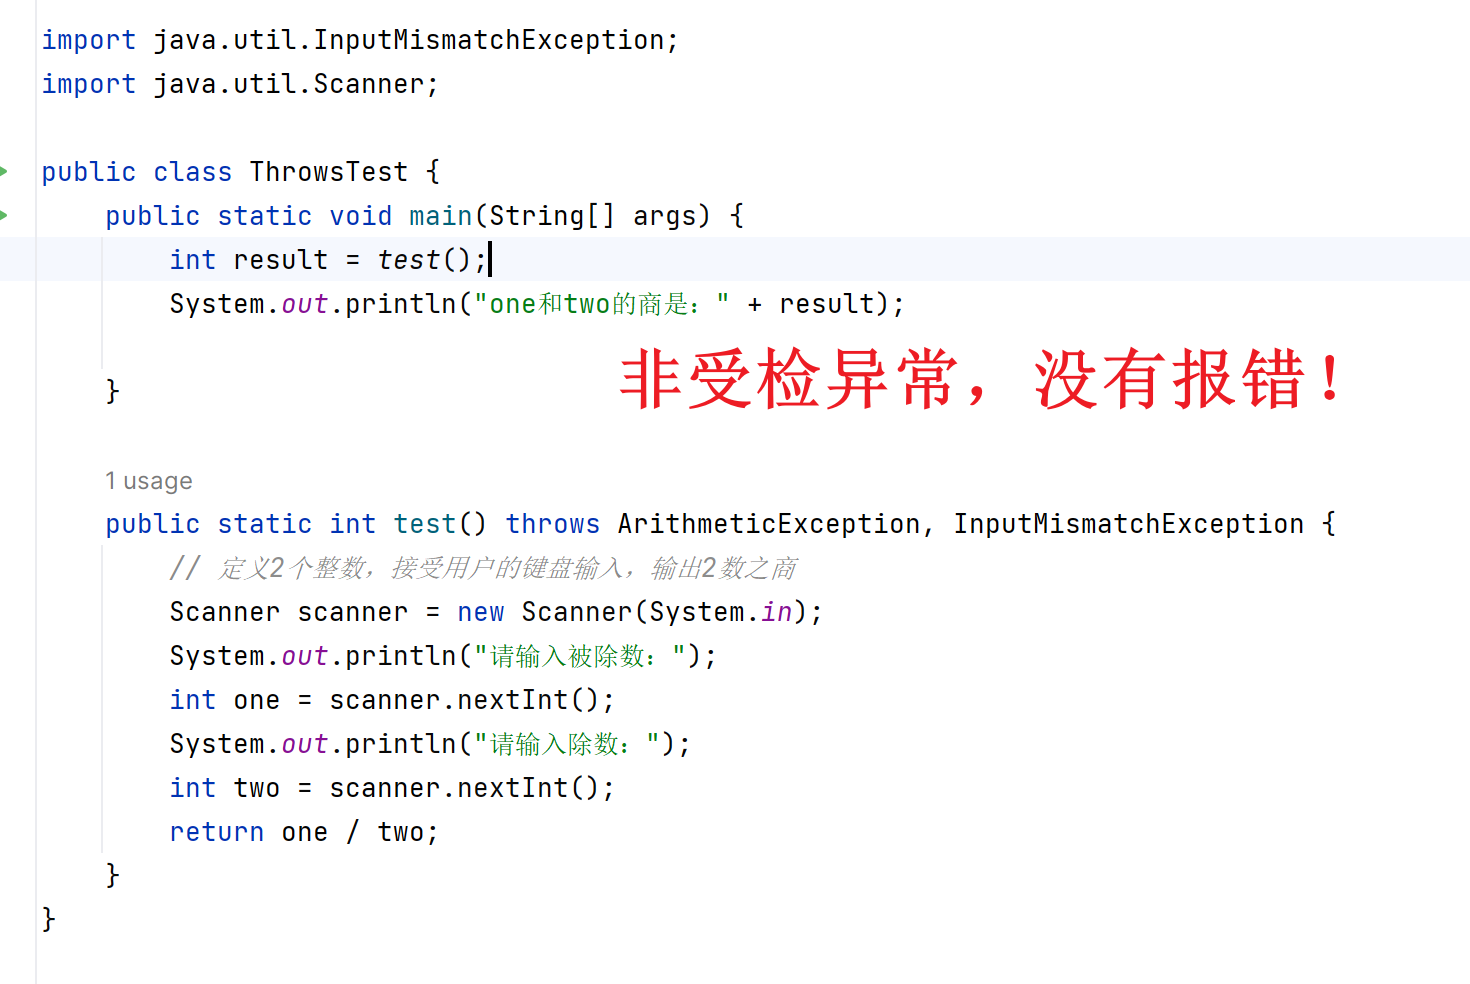 import java.util.InputMismatchException;
import java.util.Scanner;
public class ThrowsTest {
public static void main(String[] args) {
int result = test();
System.out.println("one和two的商是：" + result);
非受检异常，没有报错！
}
1 usage
public static int test() throws ArithmeticException, InputMismatchException {
// 定义2个整数，接受用户的键盘输入，输出2数之商
Scanner scanner = new Scanner(System.in);
System.out.println("请输入被除数：");
int one = scanner.nextInt();
System.out.println("请输入除数：");
int two = scanner.nextInt();
return one / two;
}
}